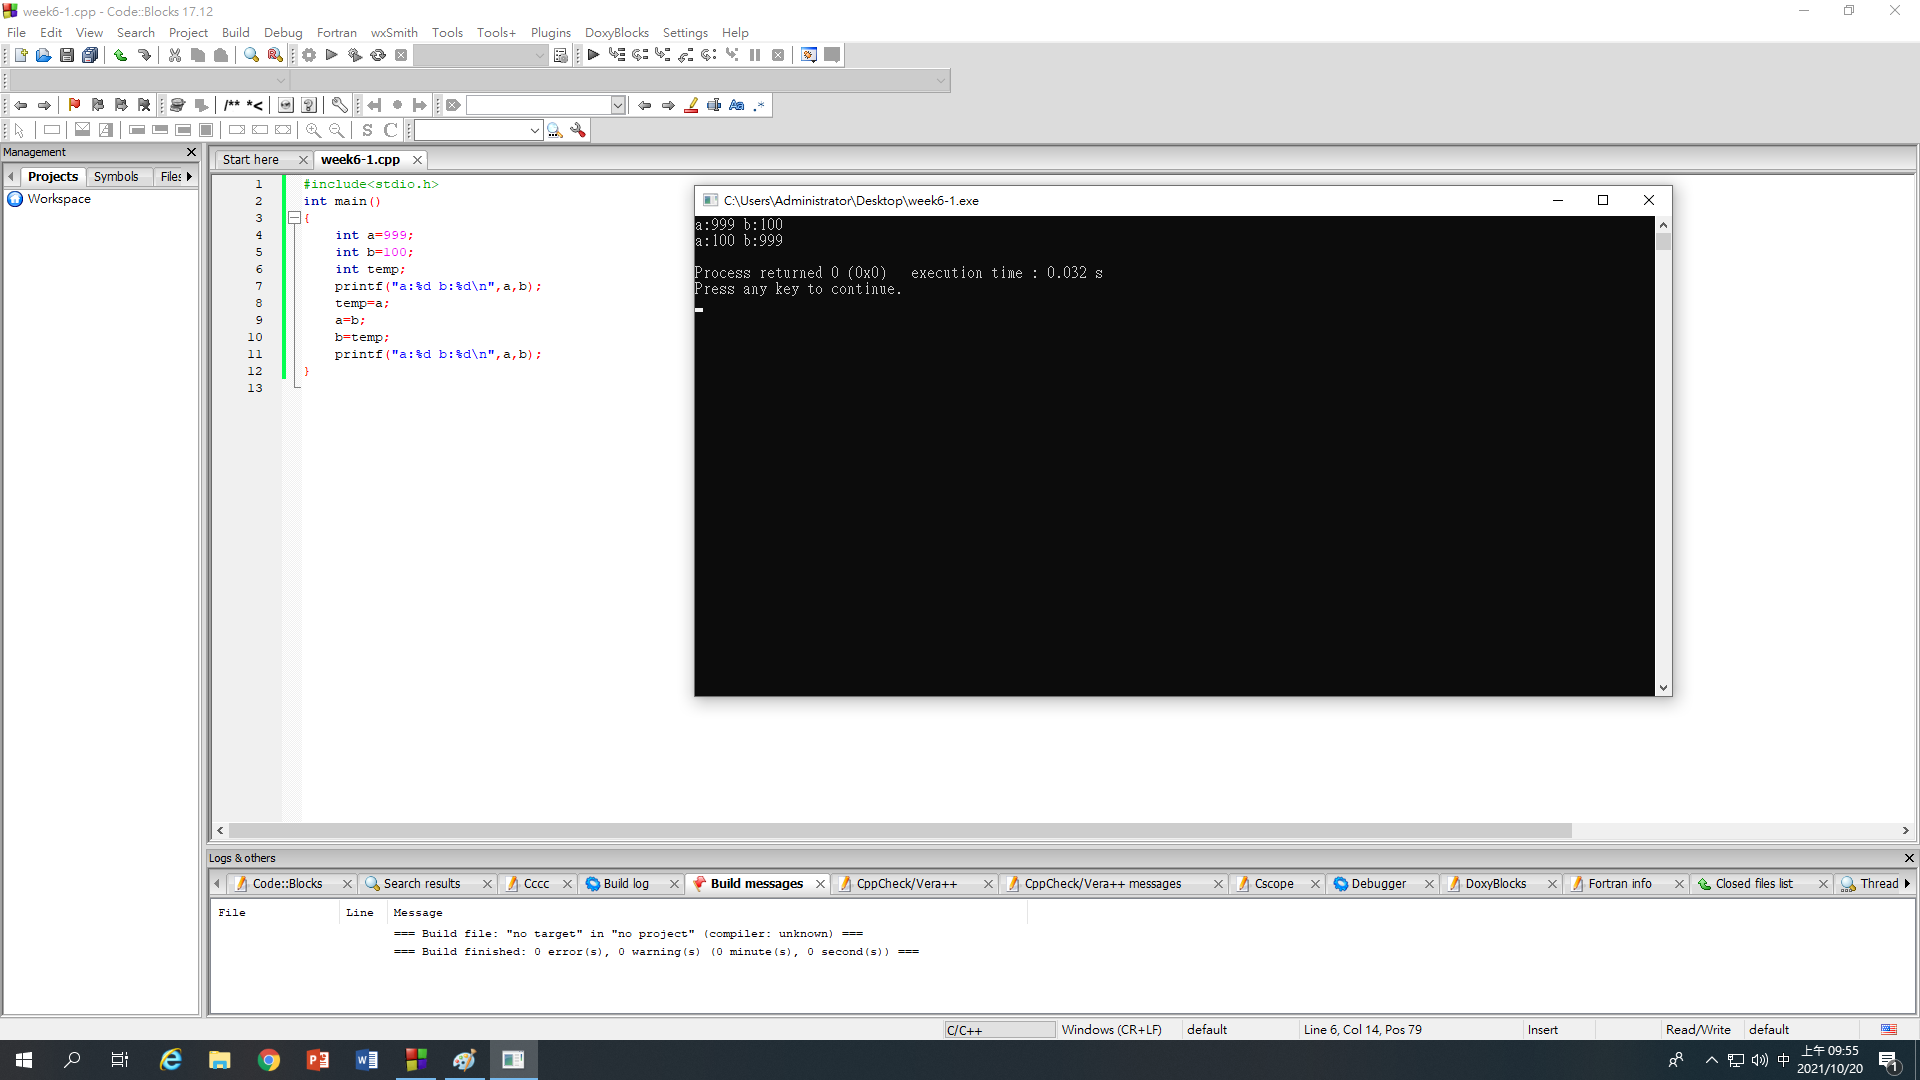 week6-1.cpp - Code::Blocks 17.12
File Edit View Search Project Build Debug Fortran wxSmith Tools Tools+ Plugins DoxyBlocks Settings Help
/** *<
Aa .*
S C
Management
Projects Symbols Files
Workspace
Start here week6-1.cpp
1 #include<stdio.h>
2 int main()
3 {
4 int a=999;
5 int b=100;
6 int temp;
7 printf("a:%d b:%d\n",a,b);
8 temp=a;
9 a=b;
10 b=temp;
11 printf("a:%d b:%d\n",a,b);
12 }
13
C:\Users\Administrator\Desktop\week6-1.exe
a:999 b:100
a:100 b:999
Process returned 0 (0x0) execution time : 0.032 s
Press any key to continue.
Logs & others
Code::Blocks Search results Cccc Build log Build messages CppCheck/Vera++ CppCheck/Vera++ messages Cscope Debugger DoxyBlocks Fortran info Closed files list Thread
File Line Message
=== Build file: "no target" in "no project" (compiler: unknown) ===
=== Build finished: 0 error(s), 0 warning(s) (0 minute(s), 0 second(s)) ===
C/C++ Windows (CR+LF) default Line 6, Col 14, Pos 79 Insert Read/Write default
中 上午 09:55
2021/10/20
1